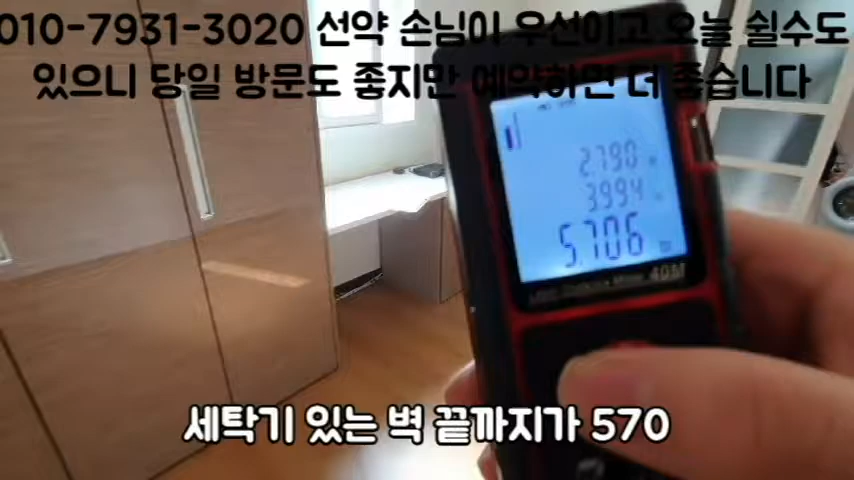 010-7931-3020 선약 손님이 우선이고 오늘 쉴수도
있으니 당일 방문도 좋지만 예약하면 더 좋습니다
2.790
3.994
5.706
40M
세탁기 있는 벽 끝까지가 570